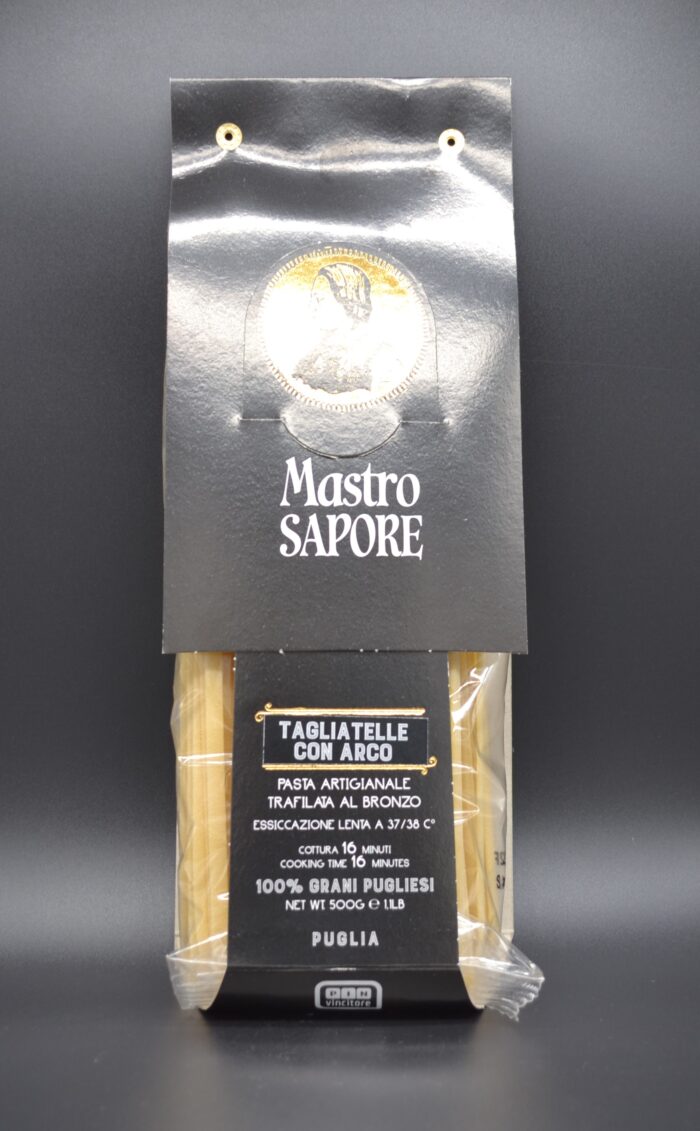 Mastro
SAPORE
TAGLIATELLE
CON ARCO
PASTA ARTIGIANALE
TRAFILATA AL BRONZO
ESSICCAZIONE LENTA A 37/38 C°
COTTURA 16 MINUTI
COOKING TIME 16 MINUTES
100% GRANI PUGLIESI
NET WT. 500G ℮ 1,1LB
PUGLIA
PIN
vincitore